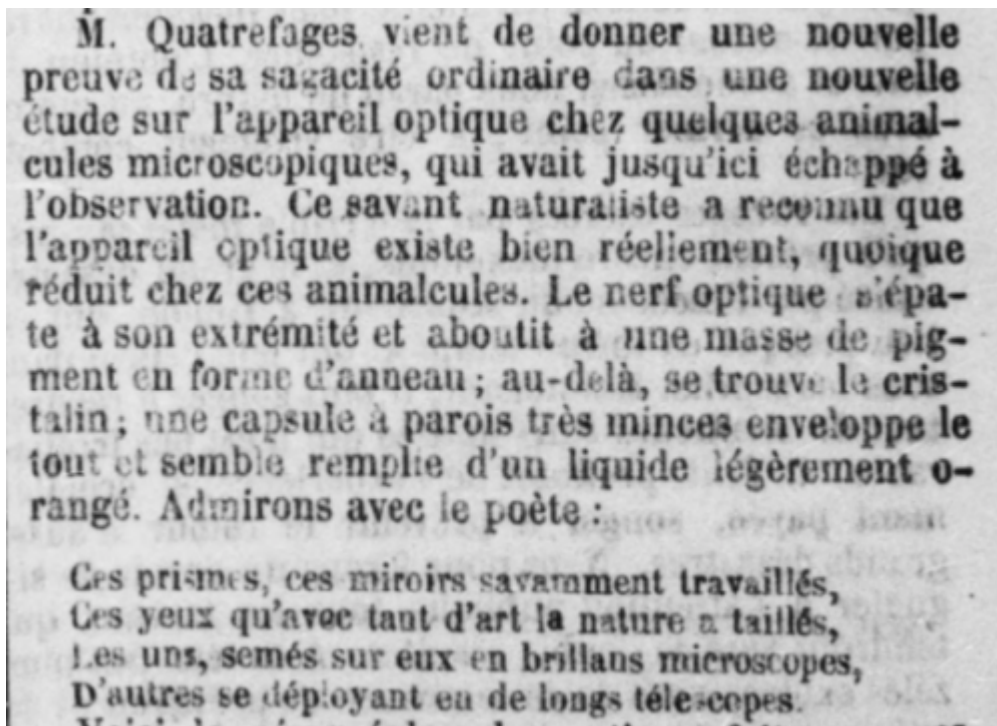 M. Quatrefages vient de donner une nouvelle
preuve de sa sagacité ordinaire dans une nouvelle
étude sur l'appareil optique chez quelques animal-
cules microscopiques, qui avait jusqu'ici échappé à
l'observation. Ce savant naturaliste a reconnu que
l'appareil optique existe bien réellement, quoique
réduit chez ces animalcules. Le nerf optique s'épa-
te à son extrémité et aboutit à une masse de pig-
ment en forme d'anneau ; au-delà, se trouve le cris-
talin ; une capsule à parois très minces enveloppe le
tout et semble remplie d'un liquide légèrement o-
rangé. Admirons avec le poète :
Ces prismes, ces miroirs savamment travaillés,
Ces yeux qu'avec tant d'art la nature a taillés,
Les uns, semés sur eux en brillans microscopes,
D'autres se déployant en de longs télescopes.